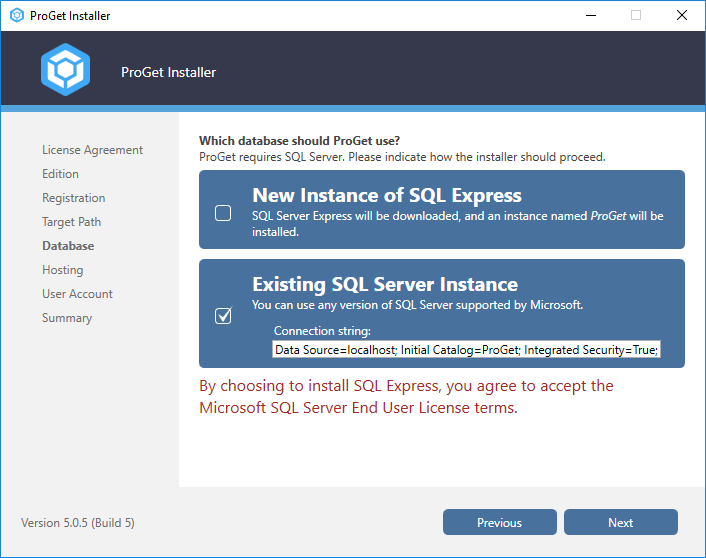 ProGet Installer
ProGet Installer
License Agreement
Edition
Registration
Target Path
Database
Hosting
User Account
Summary
Which database should ProGet use?
ProGet requires SQL Server. Please indicate how the installer should proceed.
New Instance of SQL Express
SQL Server Express will be downloaded, and an instance named ProGet will be
installed.
Existing SQL Server Instance
You can use any version of SQL Server supported by Microsoft.
Connection string:
Data Source=localhost; Initial Catalog=ProGet; Integrated Security=True;
By choosing to install SQL Express, you agree to accept the
Microsoft SQL Server End User License terms.
Version 5.0.5 (Build 5)
Previous
Next